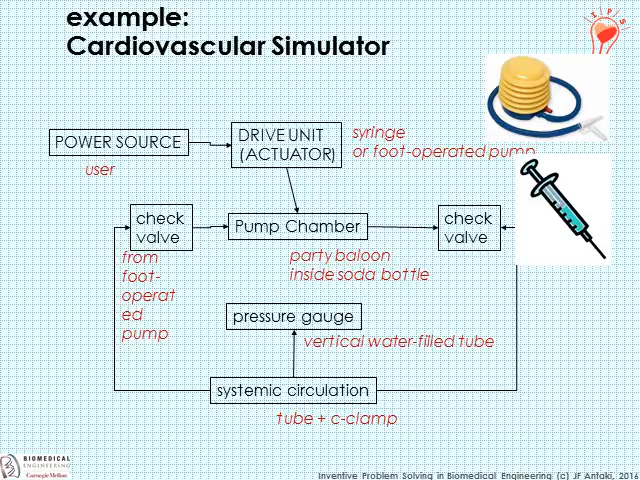 example:
Cardiovascular Simulator
I P S
POWER SOURCE
user
DRIVE UNIT
(ACTUATOR)
syringe
or foot-operated pump
check
valve
from
foot-
operat
ed
pump
Pump Chamber
party baloon
inside soda bottle
check
valve
pressure gauge
vertical water-filled tube
systemic circulation
tube + c-clamp
BIOMEDICAL
ENGINEERING
Carnegie Mellon
Inventive Problem Solving in Biomedical Engineering (c) JF Antaki, 2016